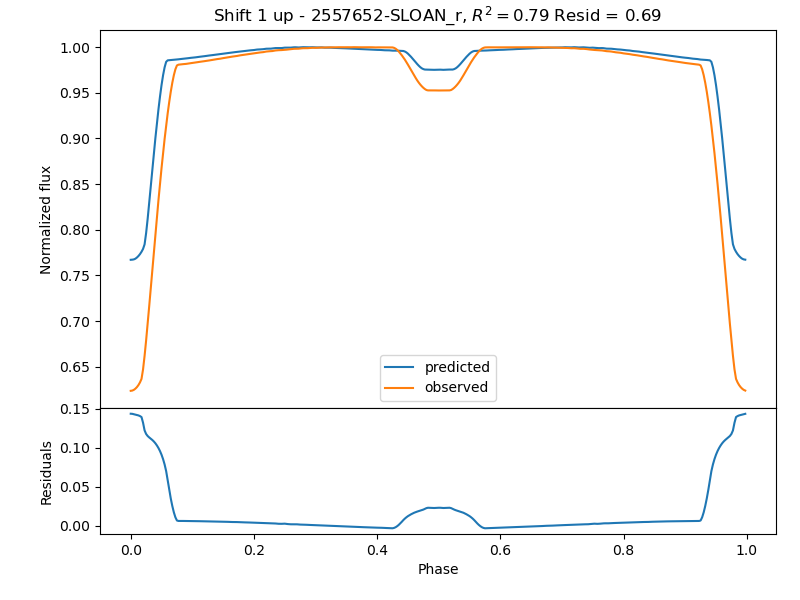 Shift 1 up - 2557652-SLOAN_r, R² = 0.79 Resid = 0.69
1.00
0.95
0.90
0.85
0.80
0.75
0.70
0.65
Normalized flux
predicted
observed
0.15
0.10
0.05
0.00
Residuals
0.0 0.2 0.4 0.6 0.8 1.0
Phase